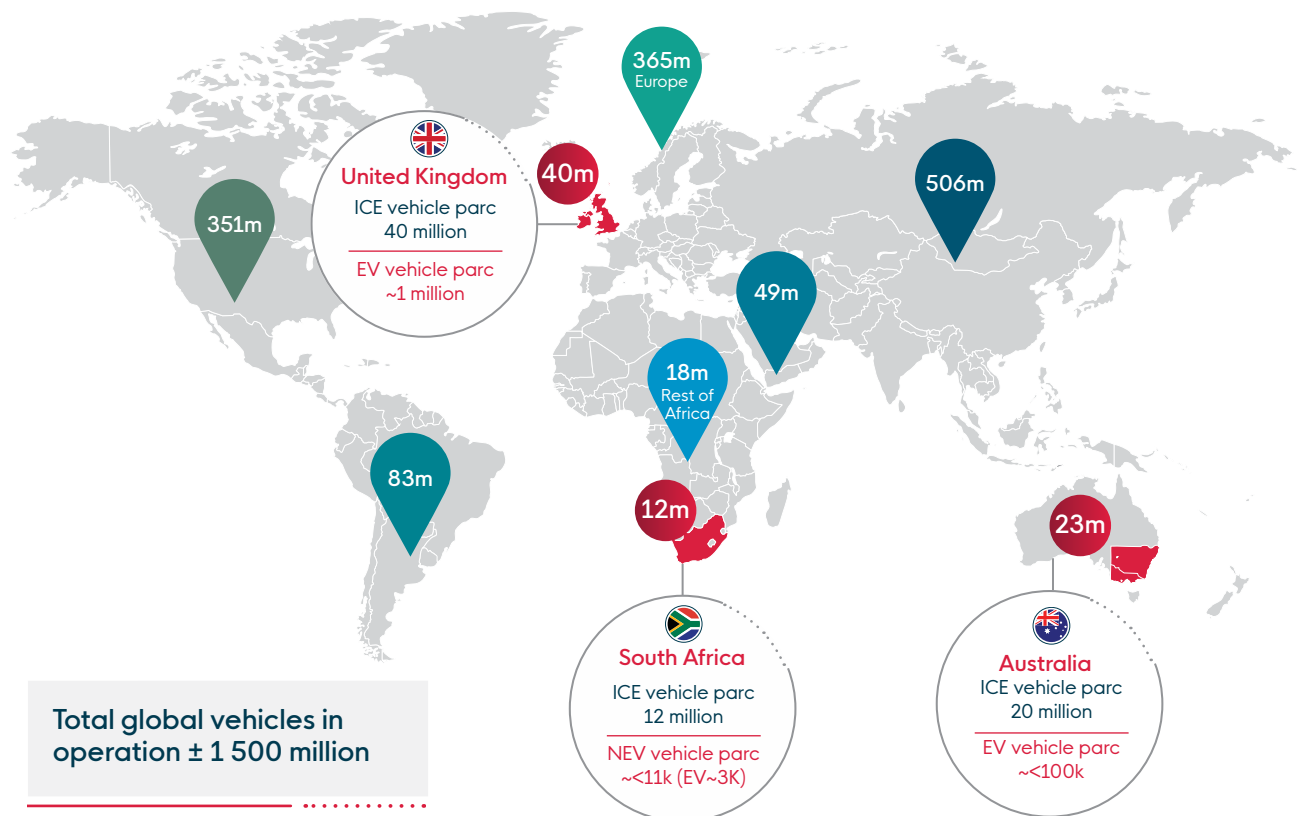 365m
Europe
40m
United Kingdom
ICE vehicle parc
40 million
EV vehicle parc
~1 million
351m
506m
49m
18m
Rest of
Africa
83m
12m
23m
South Africa
ICE vehicle parc
12 million
NEV vehicle parc
~<11k (EV~3K)
Australia
ICE vehicle parc
20 million
EV vehicle parc
~<100k
Total global vehicles in
operation ± 1 500 million